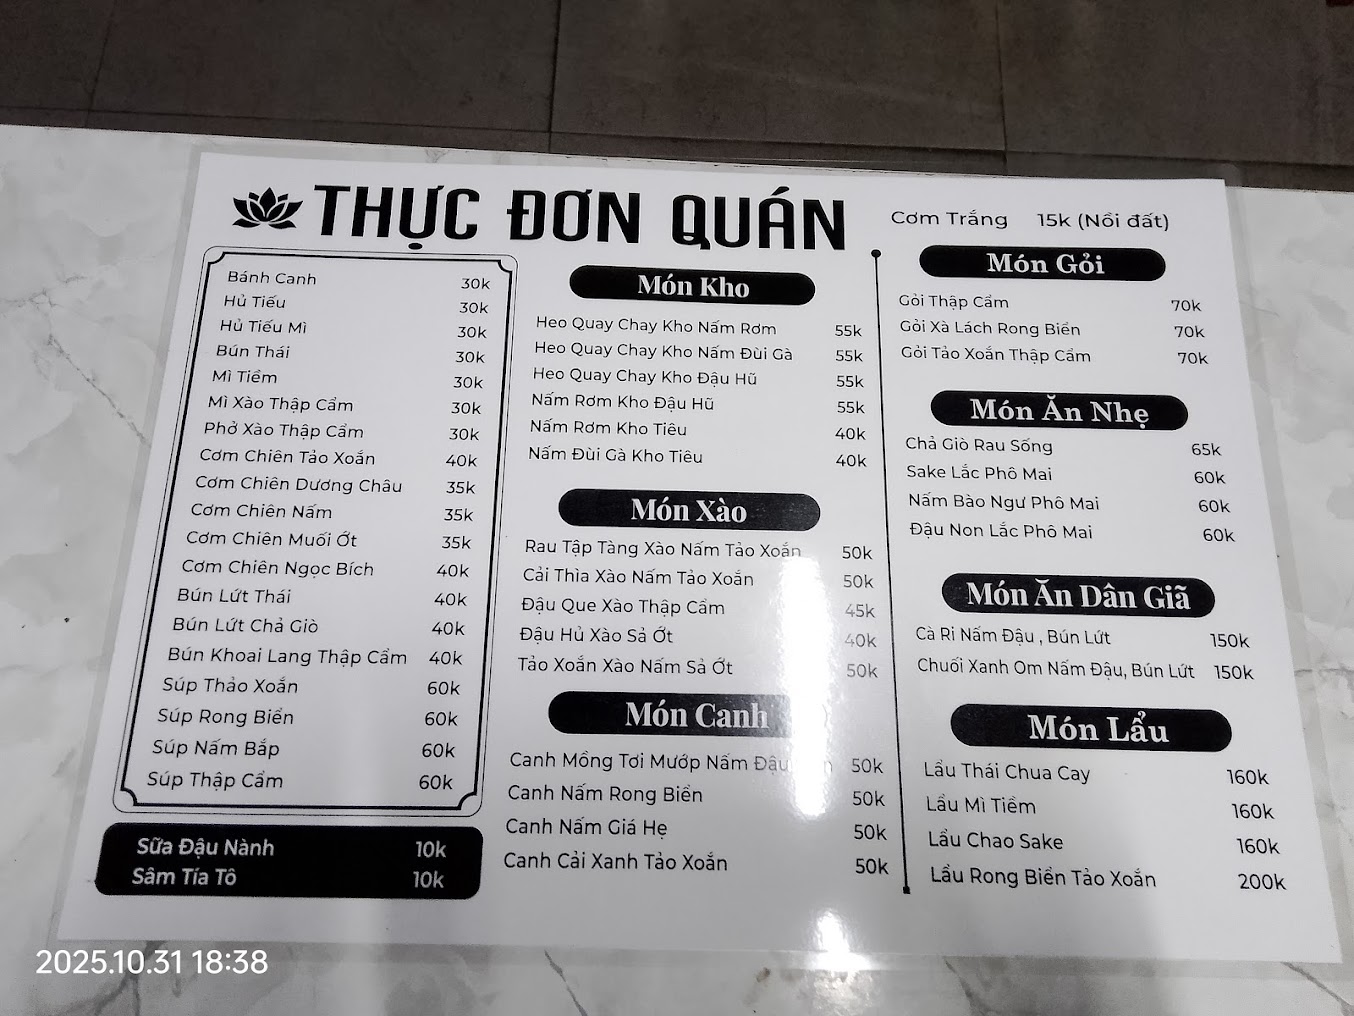 THỰC ĐƠN QUÁN
Cơm Trắng 15k (Nồi đất)
Bánh Canh 30k
Hủ Tiếu 30k
Hủ Tiếu Mì 30k
Bún Thái 30k
Mì Tiềm 30k
Mì Xào Thập Cẩm 30k
Phở Xào Thập Cẩm 30k
Cơm Chiên Tảo Xoắn 40k
Cơm Chiên Dương Châu 35k
Cơm Chiên Nấm 35k
Cơm Chiên Muối Ớt 35k
Cơm Chiên Ngọc Bích 40k
Bún Lứt Thái 40k
Bún Lứt Chả Giò 40k
Bún Khoai Lang Thập Cẩm 40k
Súp Thảo Xoắn 60k
Súp Rong Biển 60k
Súp Nấm Bắp 60k
Súp Thập Cẩm 60k
Sữa Đậu Nành 10k
Sâm Tía Tô 10k
Món Kho
Heo Quay Chay Kho Nấm Rơm 55k
Heo Quay Chay Kho Nấm Đùi Gà 55k
Heo Quay Chay Kho Đậu Hũ 55k
Nấm Rơm Kho Đậu Hũ 55k
Nấm Rơm Kho Tiêu 40k
Nấm Đùi Gà Kho Tiêu 40k
Món Xào
Rau Tập Tàng Xào Nấm Tảo Xoắn 50k
Cải Thìa Xào Nấm Tảo Xoắn 50k
Đậu Que Xào Thập Cẩm 45k
Đậu Hủ Xào Sả Ớt 40k
Tảo Xoắn Xào Nấm Sả Ớt 50k
Món Canh
Canh Mồng Tơi Mướp Nấm Đậu 50k
Canh Nấm Rong Biển 50k
Canh Nấm Giá Hẹ 50k
Canh Cải Xanh Tảo Xoắn 50k
Món Gỏi
Gỏi Thập Cẩm 70k
Gỏi Xà Lách Rong Biển 70k
Gỏi Tảo Xoắn Thập Cẩm 70k
Món Ăn Nhẹ
Chả Giò Rau Sống 65k
Sake Lắc Phô Mai 60k
Nấm Bào Ngư Phô Mai 60k
Đậu Non Lắc Phô Mai 60k
Món Ăn Dân Giã
Cà Ri Nấm Đậu , Bún Lứt 150k
Chuối Xanh Om Nấm Đậu, Bún Lứt 150k
Món Lẩu
Lẩu Thái Chua Cay 160k
Lẩu Mì Tiềm 160k
Lẩu Chao Sake 160k
Lẩu Rong Biển Tảo Xoắn 200k
2025.10.31 18:38